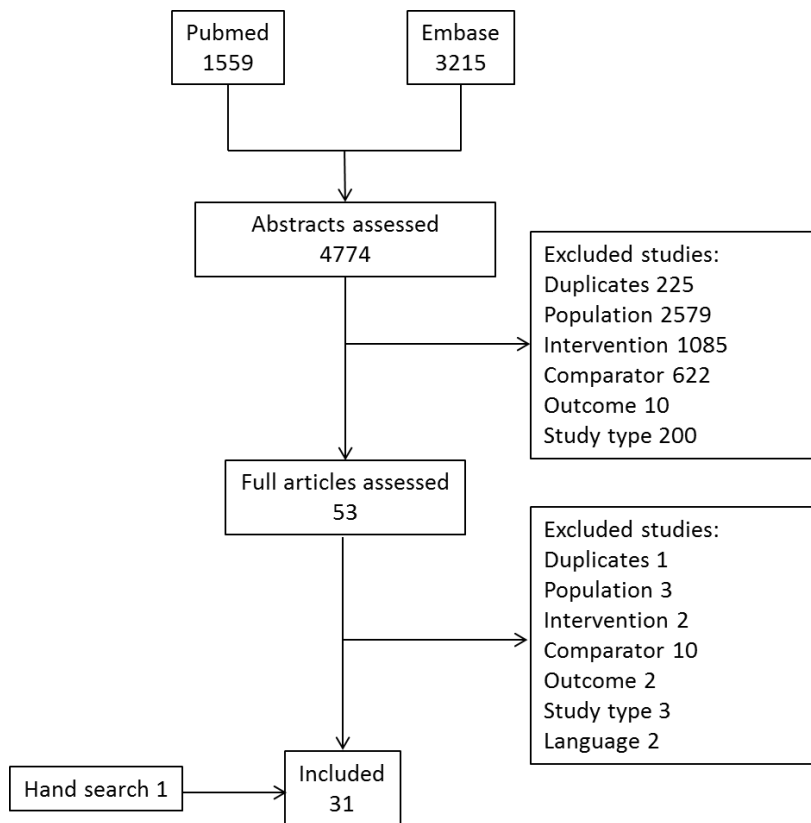 Pubmed
1559
Embase
3215
Abstracts assessed
4774
Excluded studies:
Duplicates 225
Population 2579
Intervention 1085
Comparator 622
Outcome 10
Study type 200
Full articles assessed
53
Excluded studies:
Duplicates 1
Population 3
Intervention 2
Comparator 10
Outcome 2
Study type 3
Language 2
Hand search 1
Included
31